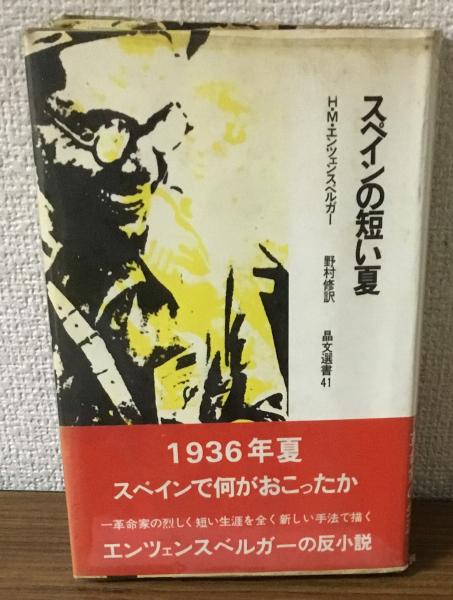 スペインの短い夏
H・M・エンツェンスベルガー
野村修訳
晶文選書41
1936年夏
スペインで何がおこったか
一革命家の烈しく短い生涯を全く新しい手法で描く
エンツェンスベルガーの反小説